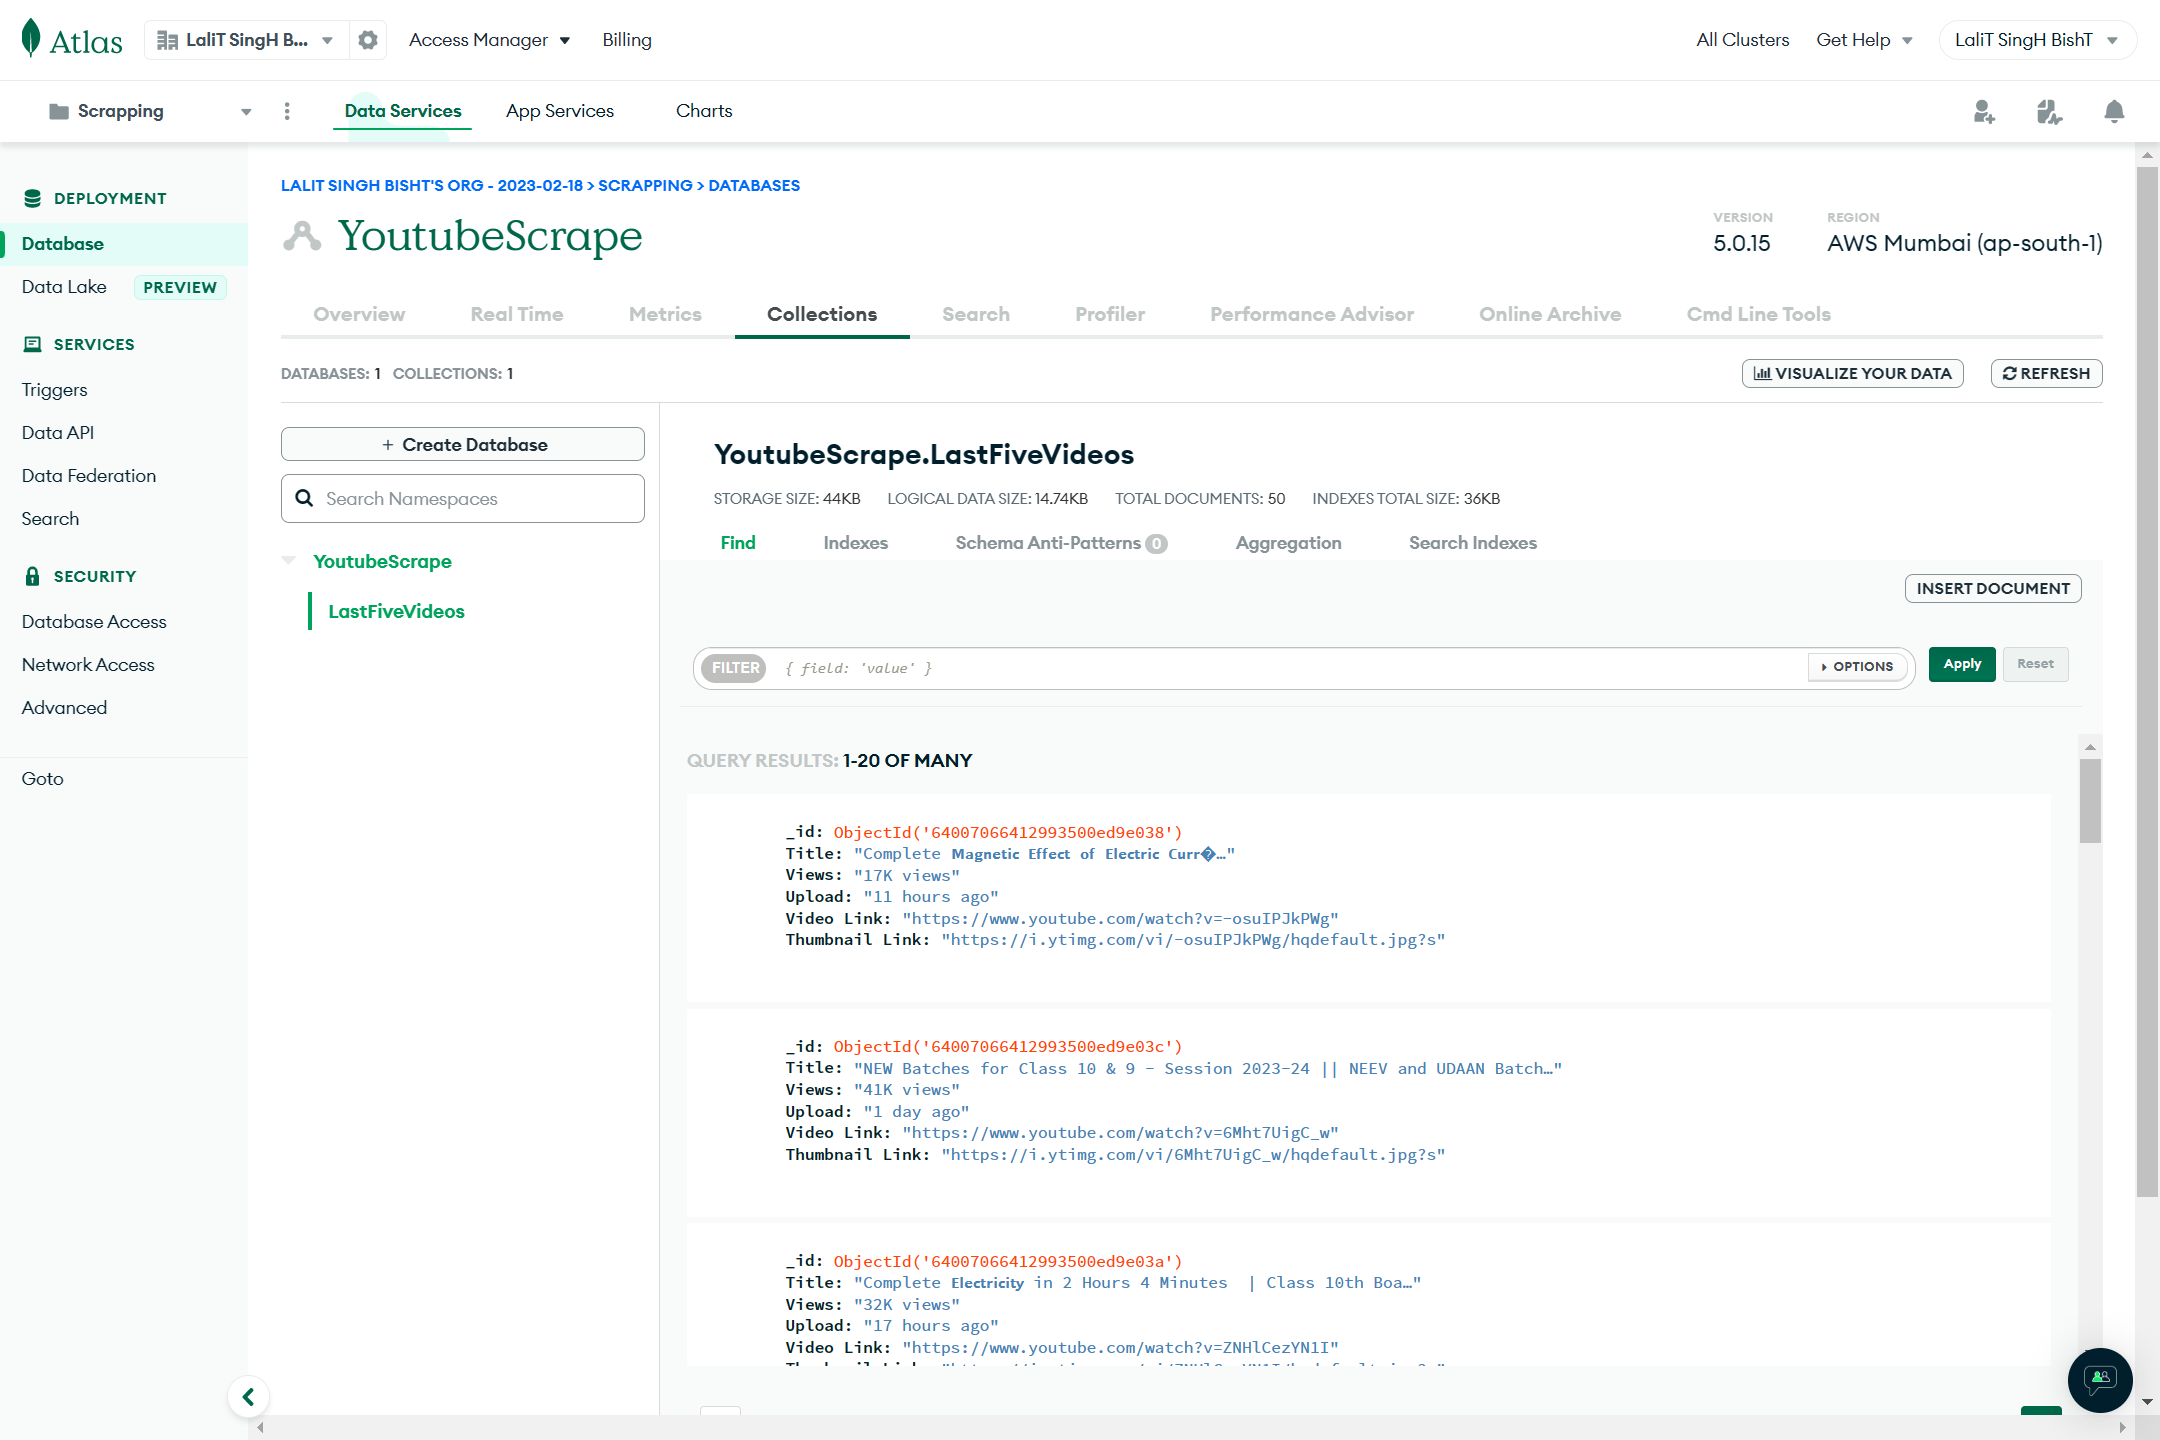 Atlas
LaliT SingH B...
Access Manager
Billing
All Clusters
Get Help
LaliT SingH BishT
Scrapping
Data Services
App Services
Charts
DEPLOYMENT
Database
Data Lake
PREVIEW
SERVICES
Triggers
Data API
Data Federation
Search
SECURITY
Database Access
Network Access
Advanced
Goto
LALIT SINGH BISHT'S ORG - 2023-02-18 > SCRAPPING > DATABASES
YoutubeScrape
VERSION
5.0.15
REGION
AWS Mumbai (ap-south-1)
Overview
Real Time
Metrics
Collections
Search
Profiler
Performance Advisor
Online Archive
Cmd Line Tools
DATABASES: 1 COLLECTIONS: 1
VISUALIZE YOUR DATA
REFRESH
+ Create Database
Search Namespaces
YoutubeScrape
LastFiveVideos
YoutubeScrape.LastFiveVideos
STORAGE SIZE: 44KB LOGICAL DATA SIZE: 14.74KB TOTAL DOCUMENTS: 50 INDEXES TOTAL SIZE: 36KB
Find
Indexes
Schema Anti-Patterns 0
Aggregation
Search Indexes
INSERT DOCUMENT
FILTER
{ field: 'value' }
OPTIONS
Apply
Reset
QUERY RESULTS: 1-20 OF MANY
_id: ObjectId('64007066412993500ed9e038')
Title: "Complete Magnetic Effect of Electric Curr�…"
Views: "17K views"
Upload: "11 hours ago"
Video Link: "https://www.youtube.com/watch?v=-osuIPJkPWg"
Thumbnail Link: "https://i.ytimg.com/vi/-osuIPJkPWg/hqdefault.jpg?s"
_id: ObjectId('64007066412993500ed9e03c')
Title: "NEW Batches for Class 10 & 9 - Session 2023-24 || NEEV and UDAAN Batch…"
Views: "41K views"
Upload: "1 day ago"
Video Link: "https://www.youtube.com/watch?v=6Mht7UigC_w"
Thumbnail Link: "https://i.ytimg.com/vi/6Mht7UigC_w/hqdefault.jpg?s"
_id: ObjectId('64007066412993500ed9e03a')
Title: "Complete Electricity in 2 Hours 4 Minutes | Class 10th Boa…"
Views: "32K views"
Upload: "17 hours ago"
Video Link: "https://www.youtube.com/watch?v=ZNHlCezYN1I"